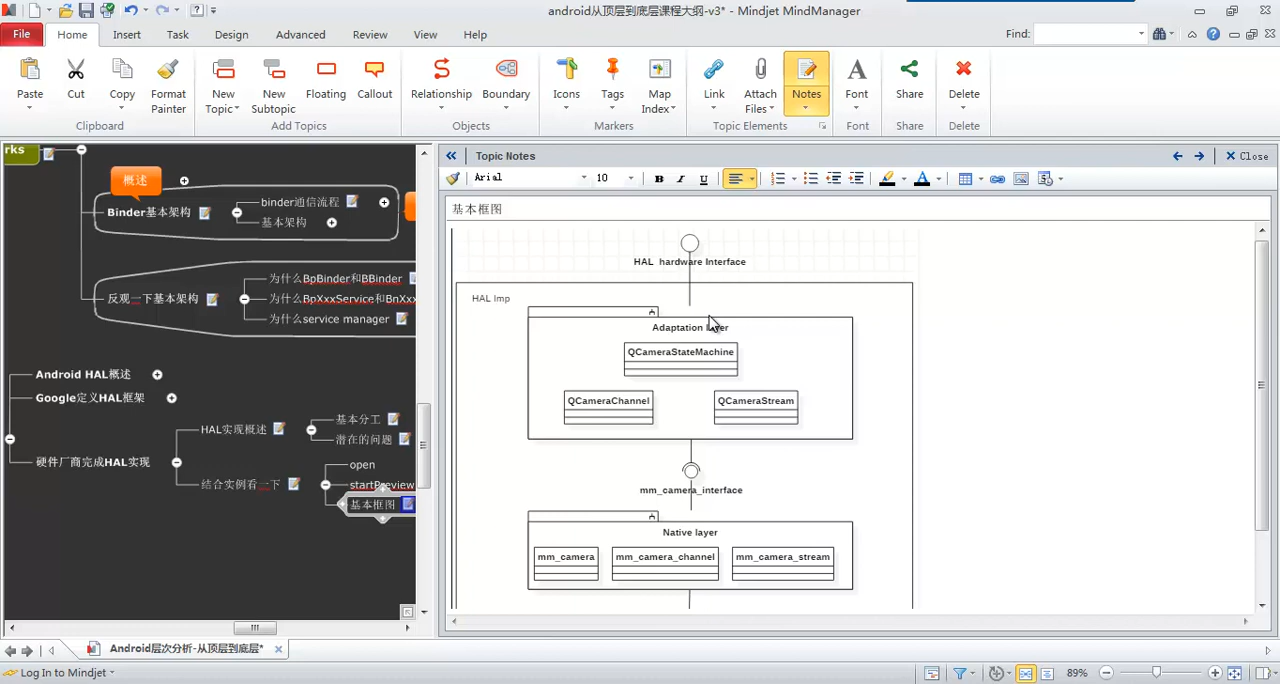 android从顶层到底层课程大纲-v3* - Mindjet MindManager
File Home Insert Task Design Advanced Review View Help Find:
Paste Cut Copy Format Painter New Topic New Subtopic Floating Callout Relationship Boundary Icons Tags Map Index Link Attach Files Notes Font Share Delete
Clipboard Add Topics Objects Markers Topic Elements Font Share Delete
rks
概述
Binder基本架构
binder通信流程
基本架构
反观一下基本架构
为什么BpBinder和BBinder
为什么BpXxxService和BnXxx
为什么service manager
Android HAL概述
Google定义HAL框架
硬件厂商完成HAL实现
HAL实现概述
基本分工
潜在的问题
结合实例看一下
open
startPreview
基本框图
Topic Notes Close
Arial 10 B I U A
基本框图
HAL hardware Interface
HAL Imp
Adaptation layer
QCameraStateMachine
QCameraChannel QCameraStream
mm_camera_interface
Native layer
mm_camera mm_camera_channel mm_camera_stream
Android层次分析-从顶层到底层*
Log In to Mindjet 89%